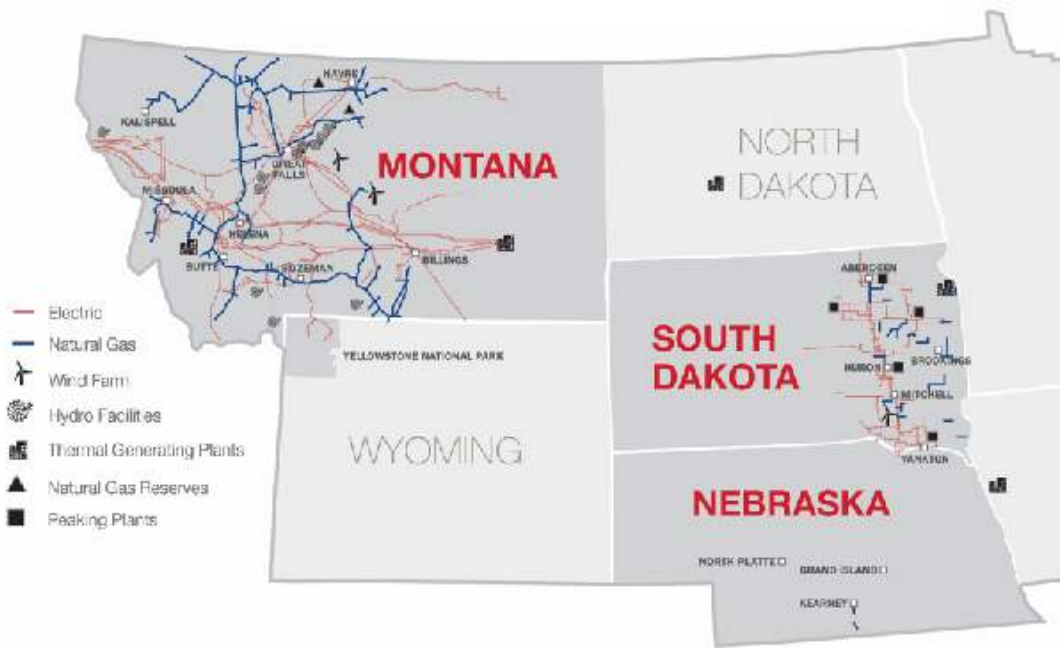 HAVRE
KALISPELL
NORTH
DAKOTA
GREAT
FALLS
MONTANA
MISSOULA
HELENA
BILLINGS
BUTTE
BOZEMAN
ABERDEEN
Electric
Natural Gas
Wind Farm
Hydro Facilities
Thermal Generating Plants
Natural Gas Reserves
Peaking Plants
YELLOWSTONE NATIONAL PARK
SOUTH
DAKOTA
HURON
BROOKINGS
MITCHELL
YANKTON
WYOMING
NEBRASKA
NORTH PLATTE
GRAND ISLAND
KEARNEY